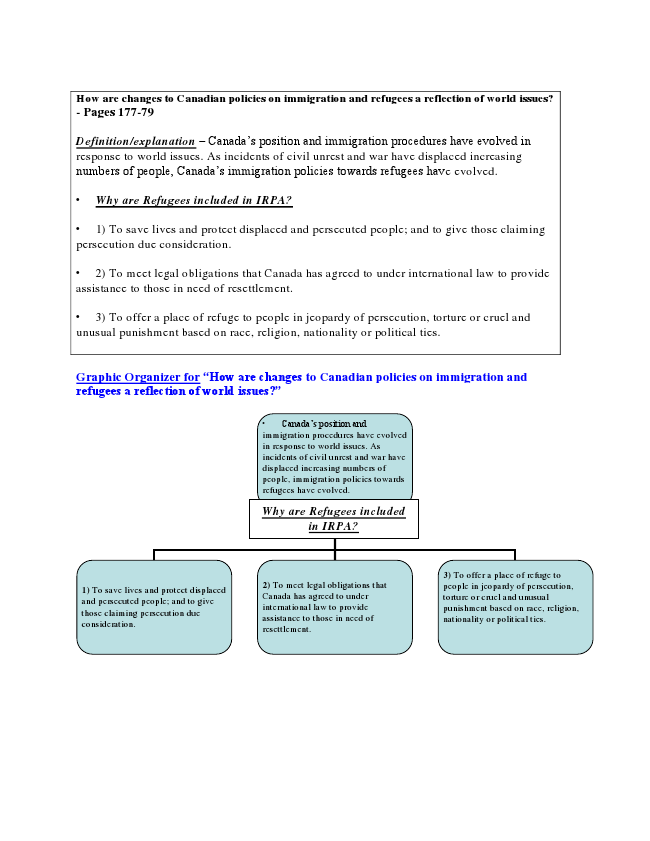 How are changes to Canadian policies on immigration and refugees a reflection of world issues?
- Pages 177-79
Definition/explanation – Canada's position and immigration procedures have evolved in
response to world issues. As incidents of civil unrest and war have displaced increasing
numbers of people, Canada's immigration policies towards refugees have evolved.
• Why are Refugees included in IRPA?
• 1) To save lives and protect displaced and persecuted people; and to give those claiming
persecution due consideration.
• 2) To meet legal obligations that Canada has agreed to under international law to provide
assistance to those in need of resettlement.
• 3) To offer a place of refuge to people in jeopardy of persecution, torture or cruel and
unusual punishment based on race, religion, nationality or political ties.
Graphic Organizer for “How are changes to Canadian policies on immigration and
refugees a reflection of world issues?”
• Canada's position and
immigration procedures have evolved
in response to world issues. As
incidents of civil unrest and war have
displaced increasing numbers of
people, immigration policies towards
refugees have evolved.
Why are Refugees included
in IRPA?
1) To save lives and protect displaced
and persecuted people; and to give
those claiming persecution due
consideration.
2) To meet legal obligations that
Canada has agreed to under
international law to provide
assistance to those in need of
resettlement.
3) To offer a place of refuge to
people in jeopardy of persecution,
torture or cruel and unusual
punishment based on race, religion,
nationality or political ties.